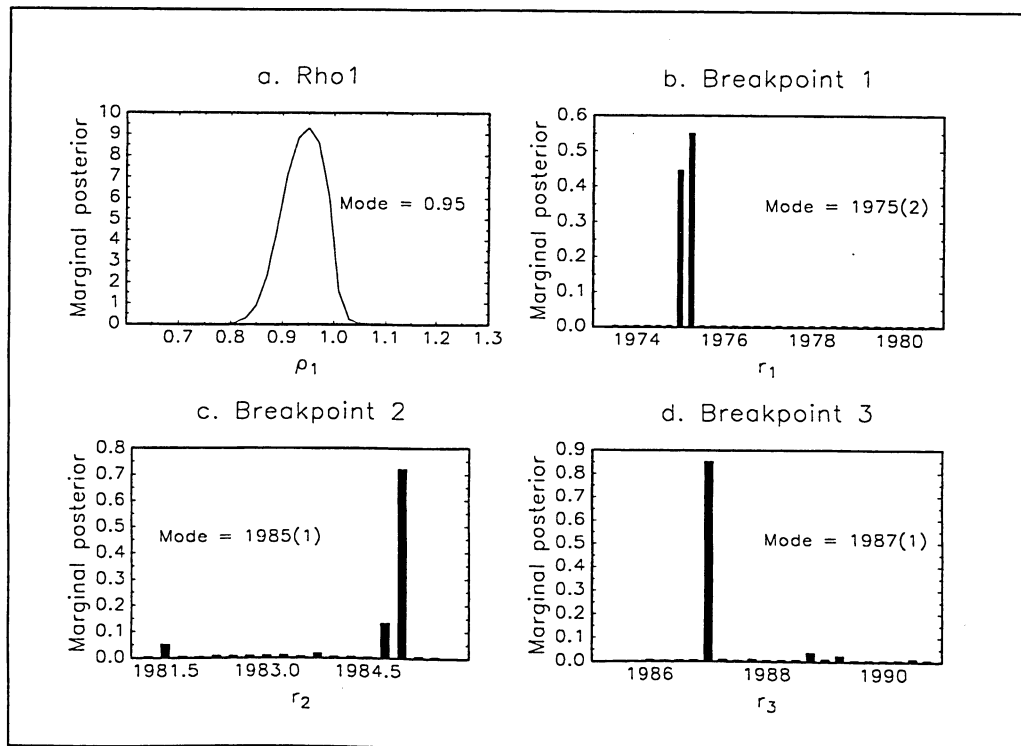 a. Rho1
Marginal posterior
10
9
8
7
6
5
4
3
2
1
0
Mode = 0.95
0.7 0.8 0.9 1.0 1.1 1.2 1.3
ρ1
b. Breakpoint 1
Marginal posterior
0.6
0.5
0.4
0.3
0.2
0.1
0.0
Mode = 1975(2)
1974 1976 1978 1980
r1
c. Breakpoint 2
Marginal posterior
0.8
0.7
0.6
0.5
0.4
0.3
0.2
0.1
0.0
Mode = 1985(1)
1981.5 1983.0 1984.5
r2
d. Breakpoint 3
Marginal posterior
0.9
0.8
0.7
0.6
0.5
0.4
0.3
0.2
0.1
0.0
Mode = 1987(1)
1986 1988 1990
r3